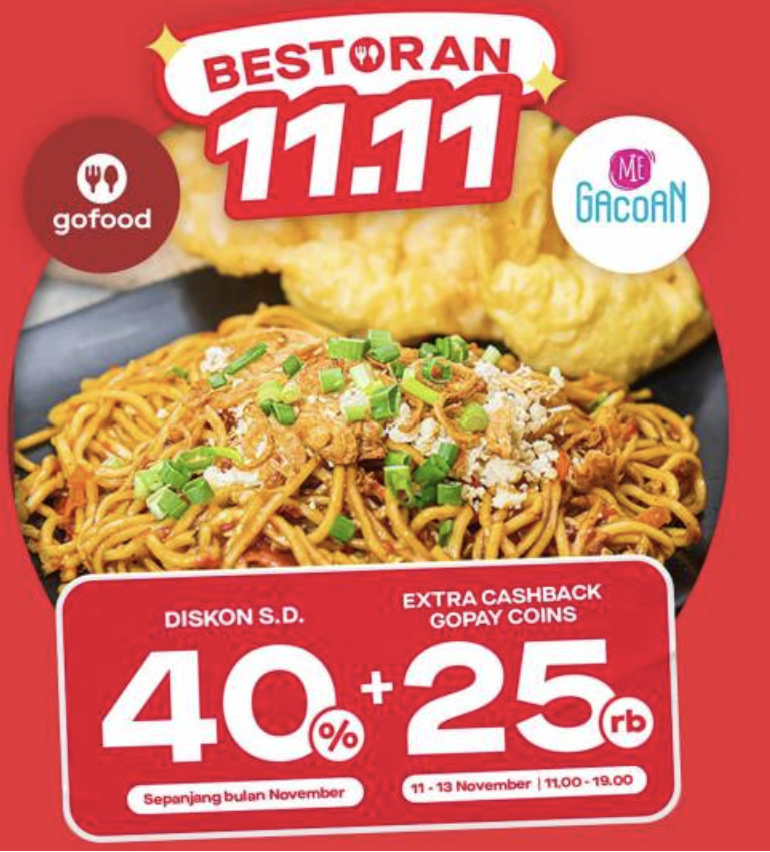 BESTORAN
11.11
gofood
MIE
GACOAN
DISKON S.D.
40%
+
EXTRA CASHBACK
GOPAY COINS
25rb
Sepanjang bulan November
11 - 13 November | 11.00 - 19.00